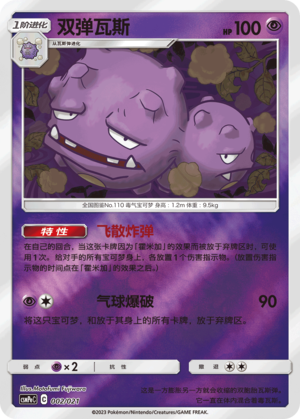 1阶进化
双弹瓦斯
HP 100
从瓦斯弹进化
全国图鉴No.110 毒气宝可梦 身高：1.2m 体重：9.5kg
特性 飞散炸弹
在自己的回合，当这张卡牌因为「霍米加」的效果而被放于弃牌区时，可使
用1次。给对手的所有宝可梦身上，各放置1个伤害指示物。（放置伤害指
示物的时间点在「霍米加」的效果之后。）
气球爆破 90
将这只宝可梦，和放于其身上的所有卡牌，放于弃牌区。
弱点 ×2 抗性 撤退
Illus.Motofumi Fujiwara
CSMPeC C 002/021
©2023 Pokémon/Nintendo/Creatures/GAME FREAK.